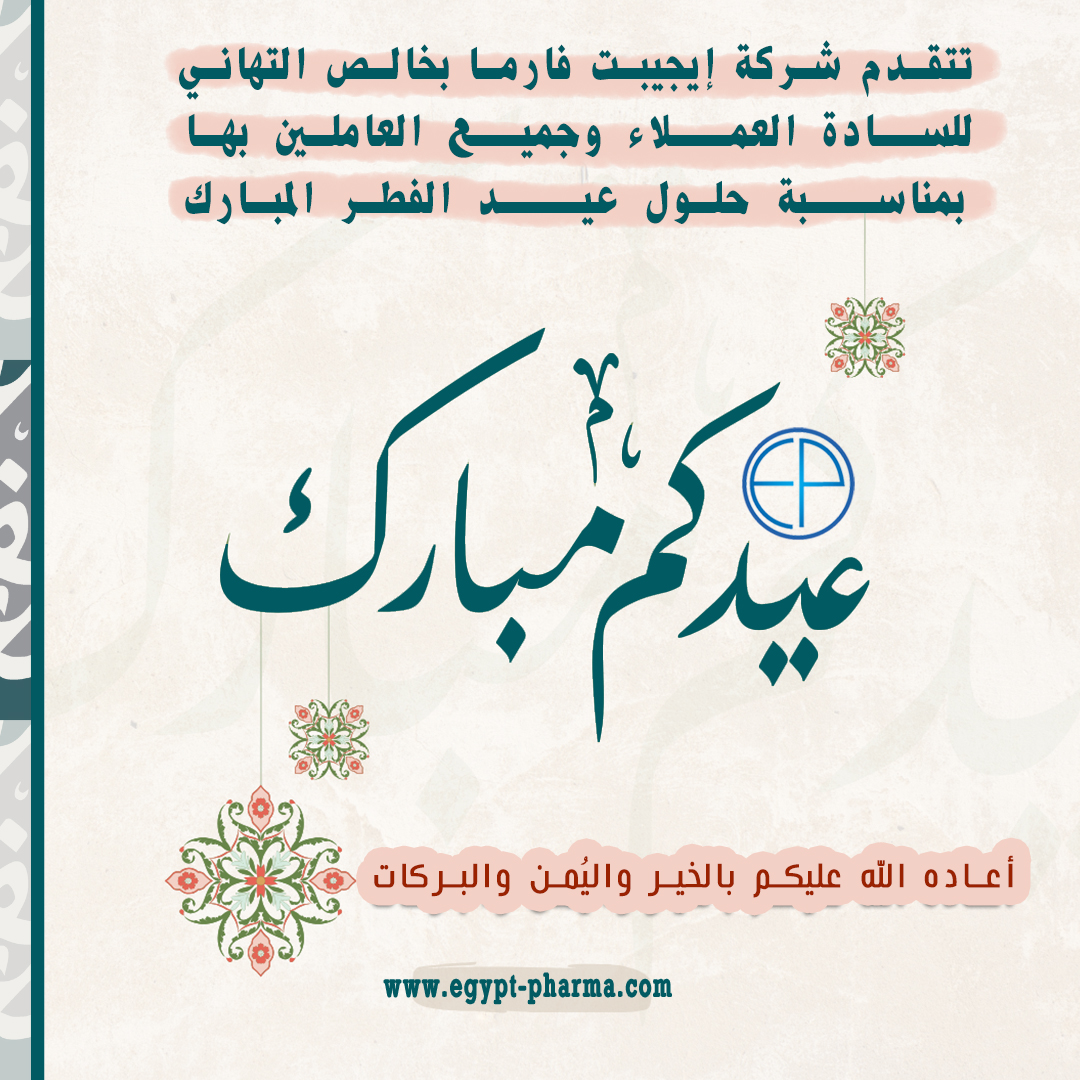 تتقدم شركة إيجيبت فارما بخالص التهاني
للسادة العملاء وجميع العاملين بها
بمناسبة حلول عيد الفطر المبارك
عيدكم مبارك
EP
أعاده الله عليكم بالخير واليُمن والبركات
www.egypt-pharma.com